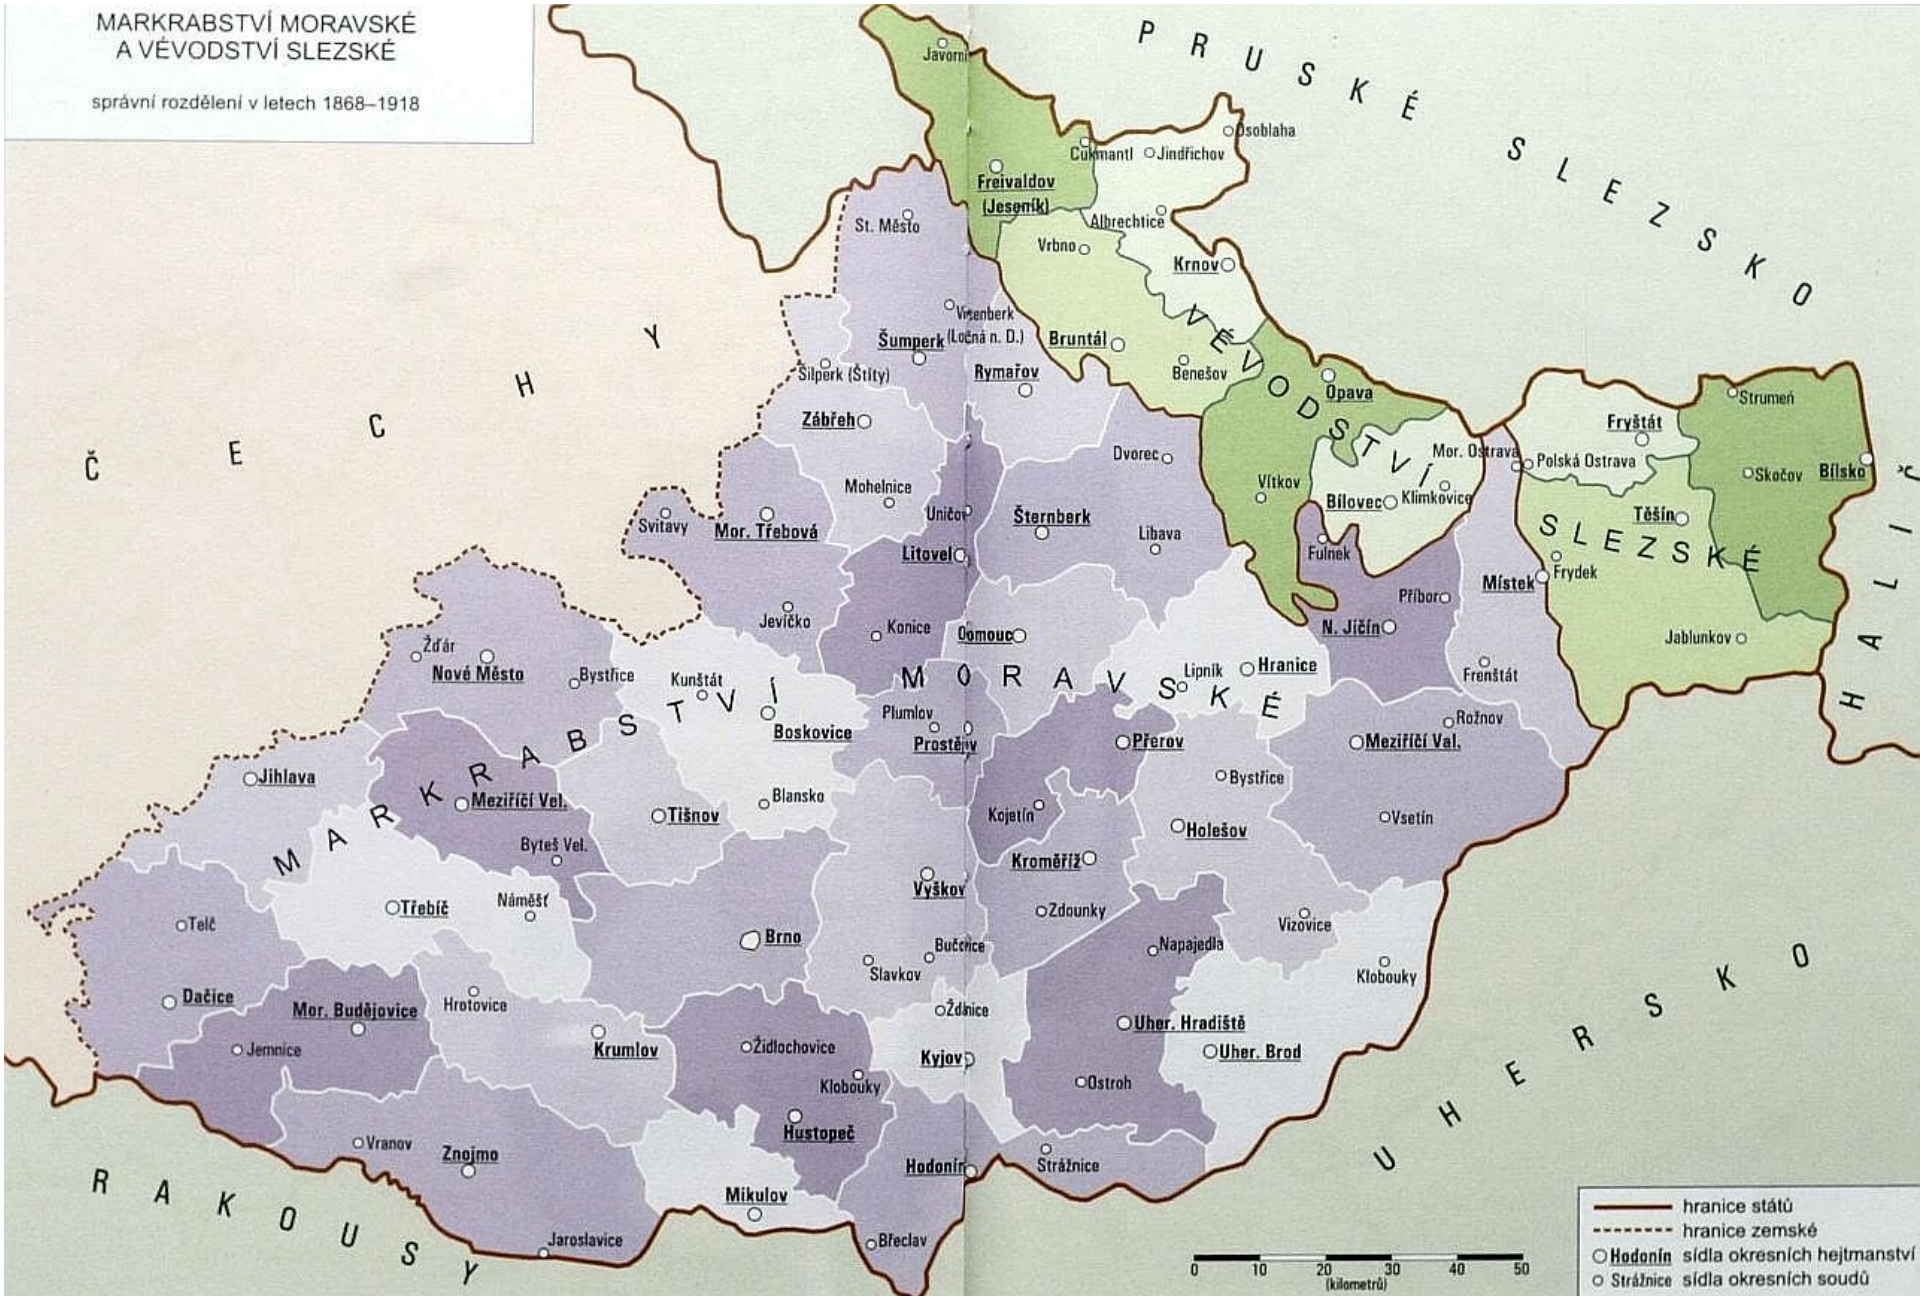 MARKRABSTVÍ MORAVSKÉ
A VÉVODSTVÍ SLEZSKÉ
správní rozdělení v letech 1868–1918
PRUSKÉ SLEZSKO
ČECHY
VÉVODSTVÍ
SLEZSKÉ
MARKRABSTVÍ MORAVSKÉ
HALIČ
UHERSKO
RAKOUSY
Javorní
Osoblaha
Cukmantl
Jindřichov
Freivaldov
(Jeseník)
Albrechtice
St. Město
Vrbno
Krnov
Visenberk
(Ločná n. D.)
Šumperk
Bruntál
Benešov
Šilperk (Štíty)
Rymařov
Opava
Strumeń
Zábřeh
Fryštát
Dvorec
Mor. Ostrava
Polská Ostrava
Skočov
Bílsko
Mohelnice
Vítkov
Bílovec
Klimkovice
Svitavy
Mor. Třebová
Uničov
Šternberk
Těšín
Litovel
Libava
Fulnek
Místek
Frydek
Příbor
Jevíčko
Konice
Oomouc
N. Jičín
Jablunkov
Žďár
Nové Město
Bystřice
Kunštát
Lipník
Hranice
Frenštát
Plumlov
Boskovice
Prostějov
Přerov
Rožnov
Meziříčí Val.
Jihlava
Meziříčí Vel.
Bystřice
Blansko
Tišnov
Kojetín
Holešov
Vsetín
Byteš Vel.
Kroměříž
Vyškov
Třebíč
Náměšť
Zdounky
Telč
Vizovice
Brno
Bučovice
Napajedla
Slavkov
Klobouky
Dačice
Mor. Budějovice
Hrotovice
Ždánice
Uher. Hradiště
Jemnice
Krumlov
Židlochovice
Kyjov
Uher. Brod
Klobouky
Ostroh
Hustopeč
Vranov
Znojmo
Hodonín
Strážnice
Mikulov
Jaroslavice
Břeclav
hranice států
hranice zemské
Hodonín sídla okresních hejtmanství
Strážnice sídla okresních soudů
0 10 20 30 40 50
(kilometrů)